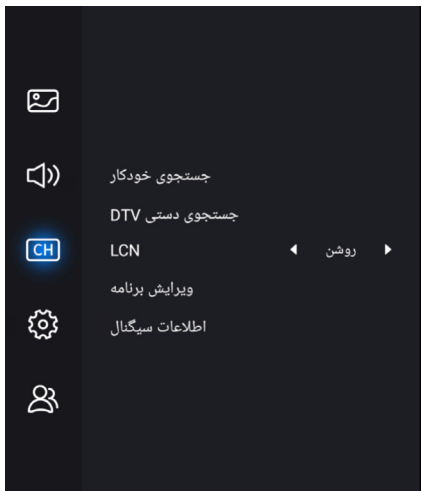 جستجوی خودکار
جستجوی دستی DTV
CH
LCN روشن
ویرایش برنامه
اطلاعات سیگنال